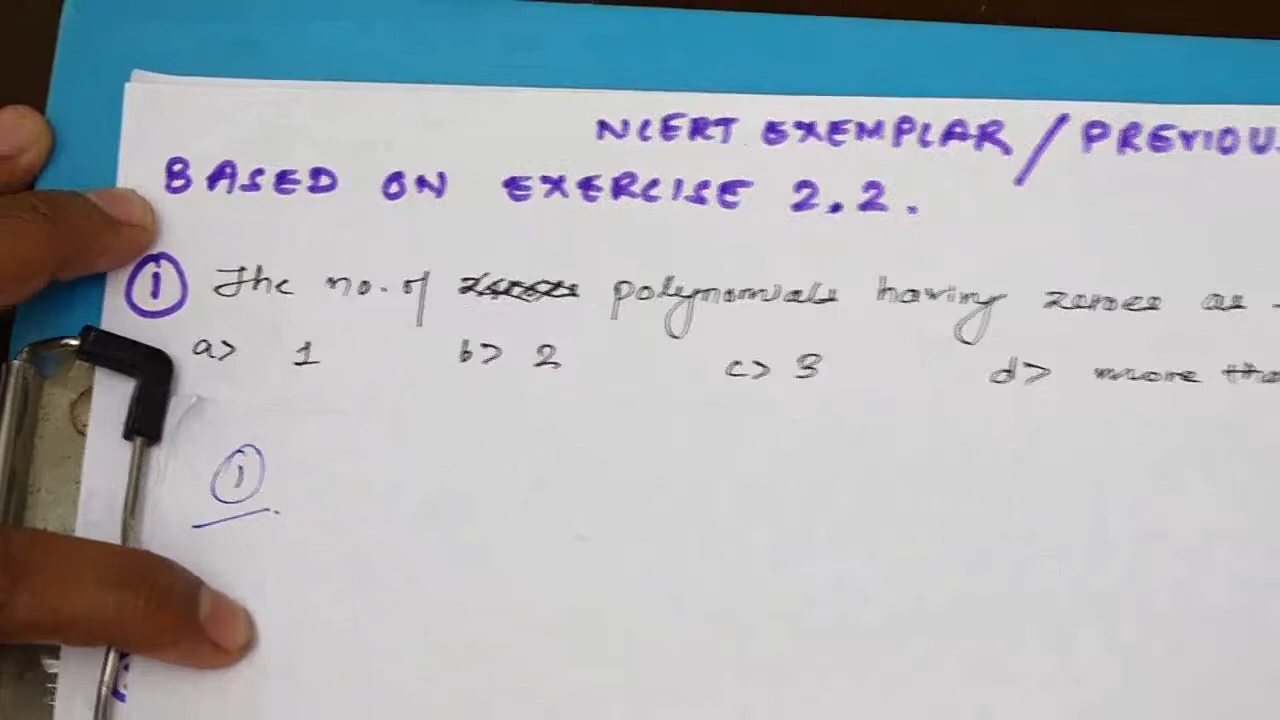 NCERT EXEMPLAR / PREVIOU
BASED ON EXERCISE 2.2.
① The no. of polynomials having zeroes as -
a> 1 b> 2 c> 3 d> more tha
①